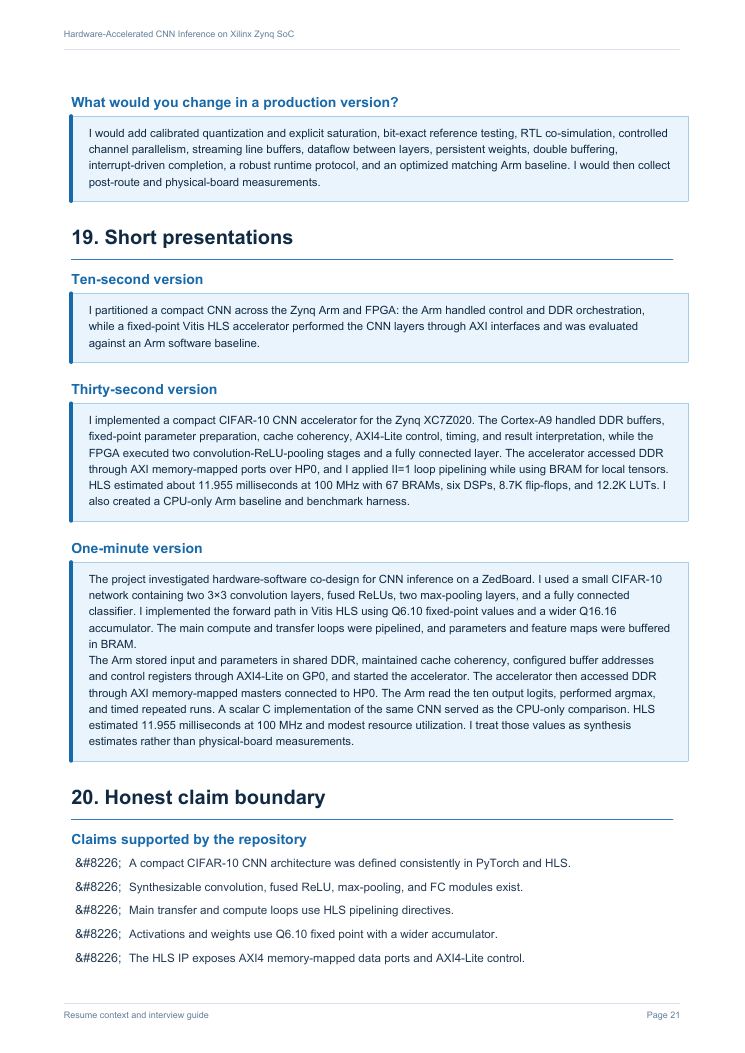 Hardware-Accelerated CNN Inference on Xilinx Zynq SoC
What would you change in a production version?
I would add calibrated quantization and explicit saturation, bit-exact reference testing, RTL co-simulation, controlled
channel parallelism, streaming line buffers, dataflow between layers, persistent weights, double buffering,
interrupt-driven completion, a robust runtime protocol, and an optimized matching Arm baseline. I would then collect
post-route and physical-board measurements.
19. Short presentations
Ten-second version
I partitioned a compact CNN across the Zynq Arm and FPGA: the Arm handled control and DDR orchestration,
while a fixed-point Vitis HLS accelerator performed the CNN layers through AXI interfaces and was evaluated
against an Arm software baseline.
Thirty-second version
I implemented a compact CIFAR-10 CNN accelerator for the Zynq XC7Z020. The Cortex-A9 handled DDR buffers,
fixed-point parameter preparation, cache coherency, AXI4-Lite control, timing, and result interpretation, while the
FPGA executed two convolution-ReLU-pooling stages and a fully connected layer. The accelerator accessed DDR
through AXI memory-mapped ports over HP0, and I applied II=1 loop pipelining while using BRAM for local tensors.
HLS estimated about 11.955 milliseconds at 100 MHz with 67 BRAMs, six DSPs, 8.7K flip-flops, and 12.2K LUTs. I
also created a CPU-only Arm baseline and benchmark harness.
One-minute version
The project investigated hardware-software co-design for CNN inference on a ZedBoard. I used a small CIFAR-10
network containing two 3×3 convolution layers, fused ReLUs, two max-pooling layers, and a fully connected
classifier. I implemented the forward path in Vitis HLS using Q6.10 fixed-point values and a wider Q16.16
accumulator. The main compute and transfer loops were pipelined, and parameters and feature maps were buffered
in BRAM.
The Arm stored input and parameters in shared DDR, maintained cache coherency, configured buffer addresses
and control registers through AXI4-Lite on GP0, and started the accelerator. The accelerator then accessed DDR
through AXI memory-mapped masters connected to HP0. The Arm read the ten output logits, performed argmax,
and timed repeated runs. A scalar C implementation of the same CNN served as the CPU-only comparison. HLS
estimated 11.955 milliseconds at 100 MHz and modest resource utilization. I treat those values as synthesis
estimates rather than physical-board measurements.
20. Honest claim boundary
Claims supported by the repository
&#8226; A compact CIFAR-10 CNN architecture was defined consistently in PyTorch and HLS.
&#8226; Synthesizable convolution, fused ReLU, max-pooling, and FC modules exist.
&#8226; Main transfer and compute loops use HLS pipelining directives.
&#8226; Activations and weights use Q6.10 fixed point with a wider accumulator.
&#8226; The HLS IP exposes AXI4 memory-mapped data ports and AXI4-Lite control.
Resume context and interview guide
Page 21